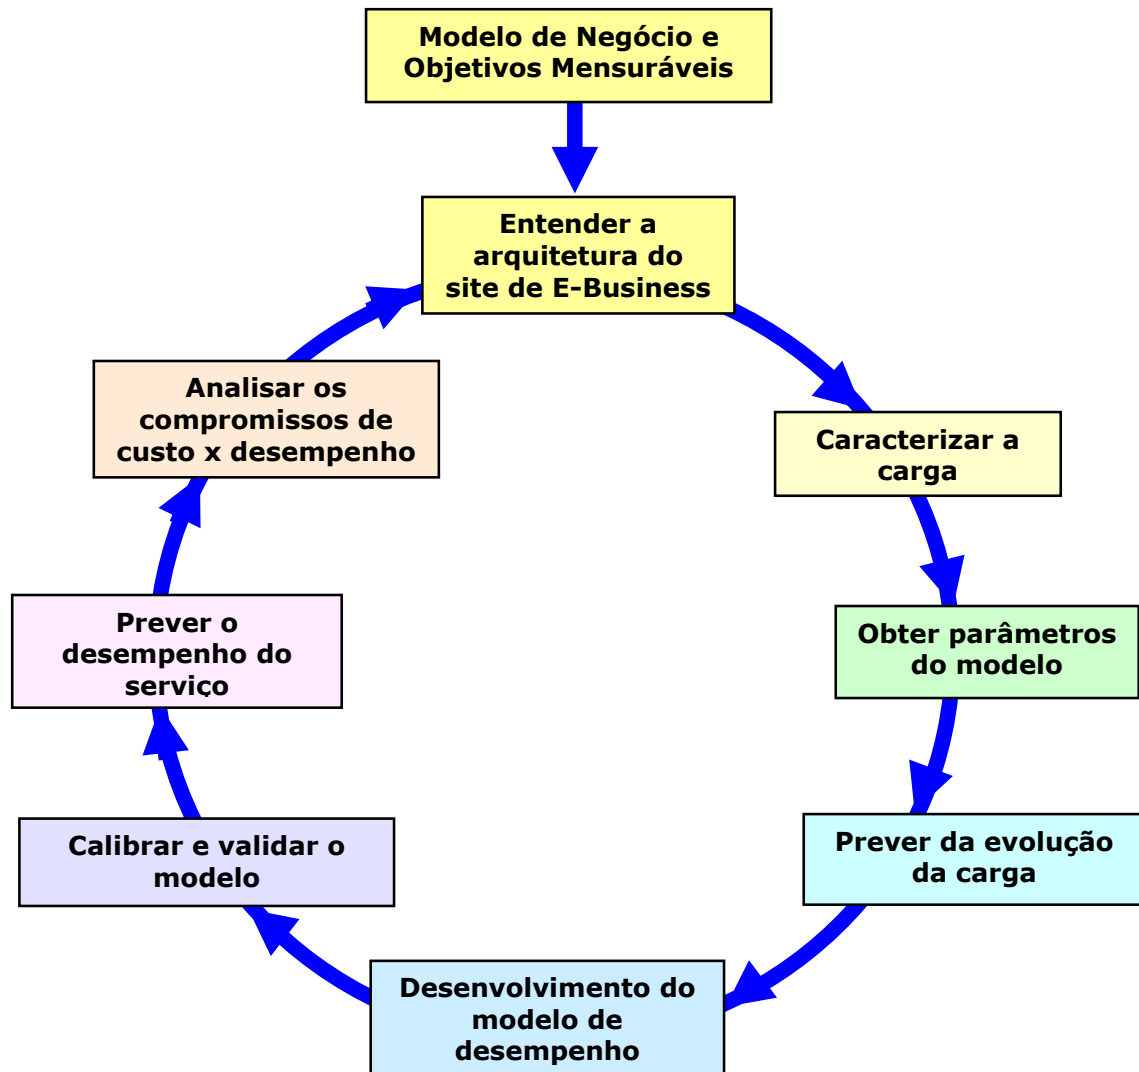 Modelo de Negócio e
Objetivos Mensuráveis
Entender a
arquitetura do
site de E-Business
Caracterizar a
carga
Obter parâmetros
do modelo
Prever da evolução
da carga
Desenvolvimento do
modelo de
desempenho
Calibrar e validar o
modelo
Prever o
desempenho do
serviço
Analisar os
compromissos de
custo x desempenho